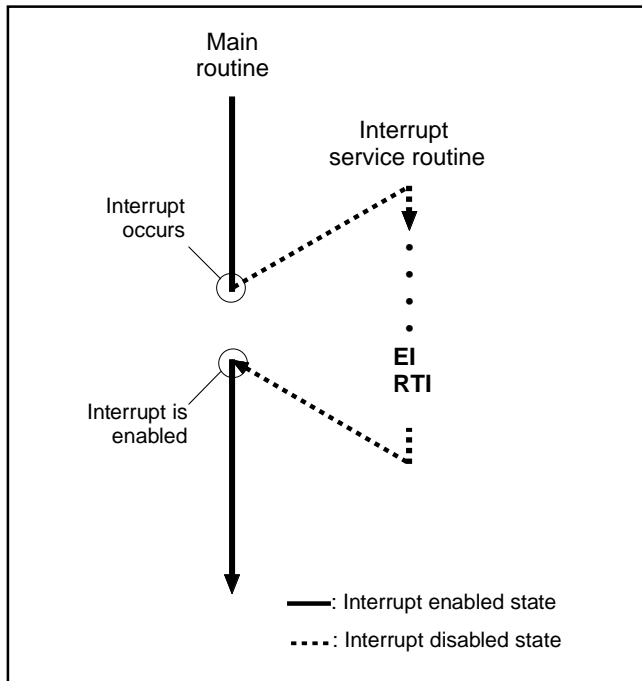 Main
routine
Interrupt
service routine
Interrupt
occurs
EI
RTI
Interrupt is
enabled
: Interrupt enabled state
: Interrupt disabled state